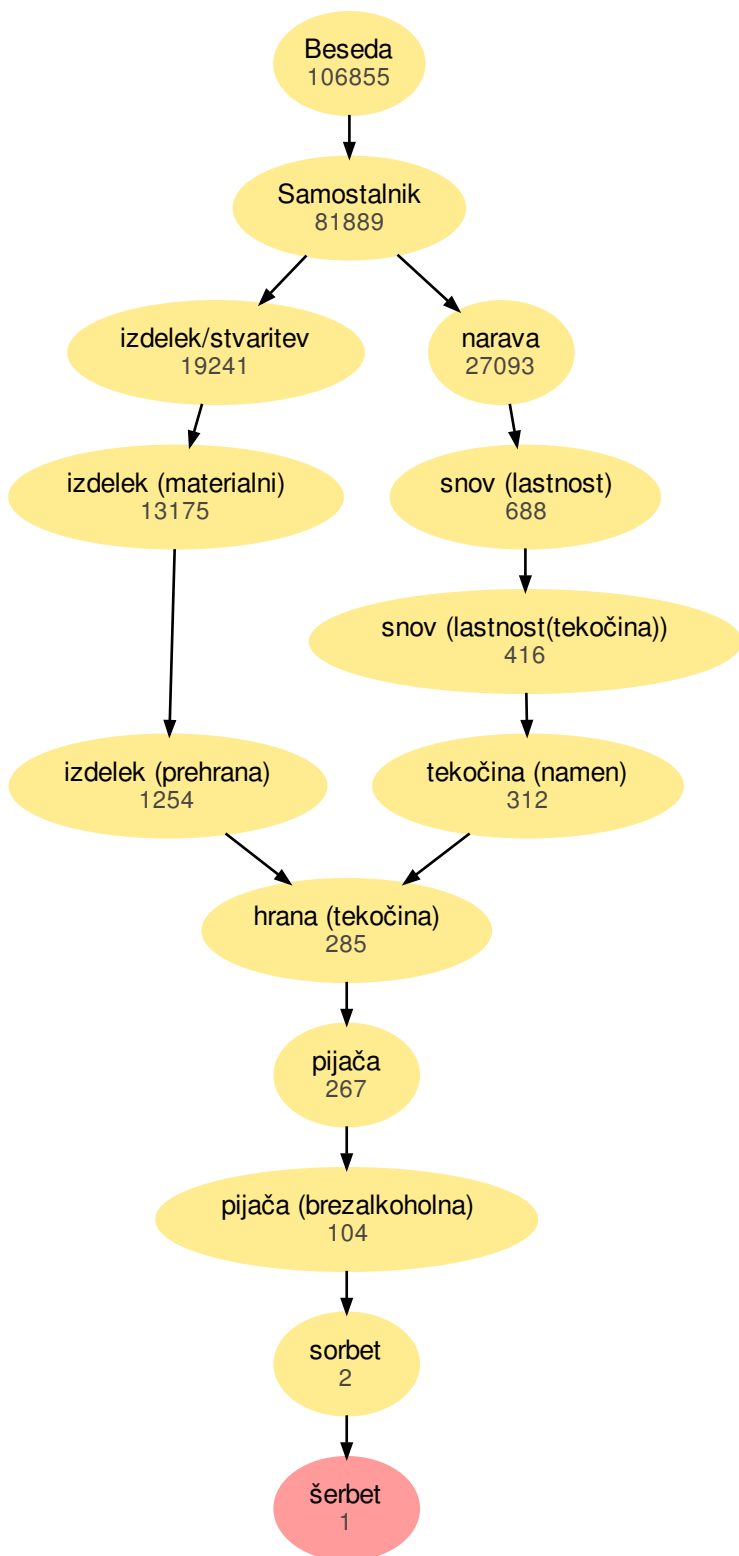 Beseda
106855
Samostalnik
81889
izdelek/stvaritev
19241
narava
27093
izdelek (materialni)
13175
snov (lastnost)
688
snov (lastnost(tekočina))
416
izdelek (prehrana)
1254
tekočina (namen)
312
hrana (tekočina)
285
pijača
267
pijača (brezalkoholna)
104
sorbet
2
šerbet
1